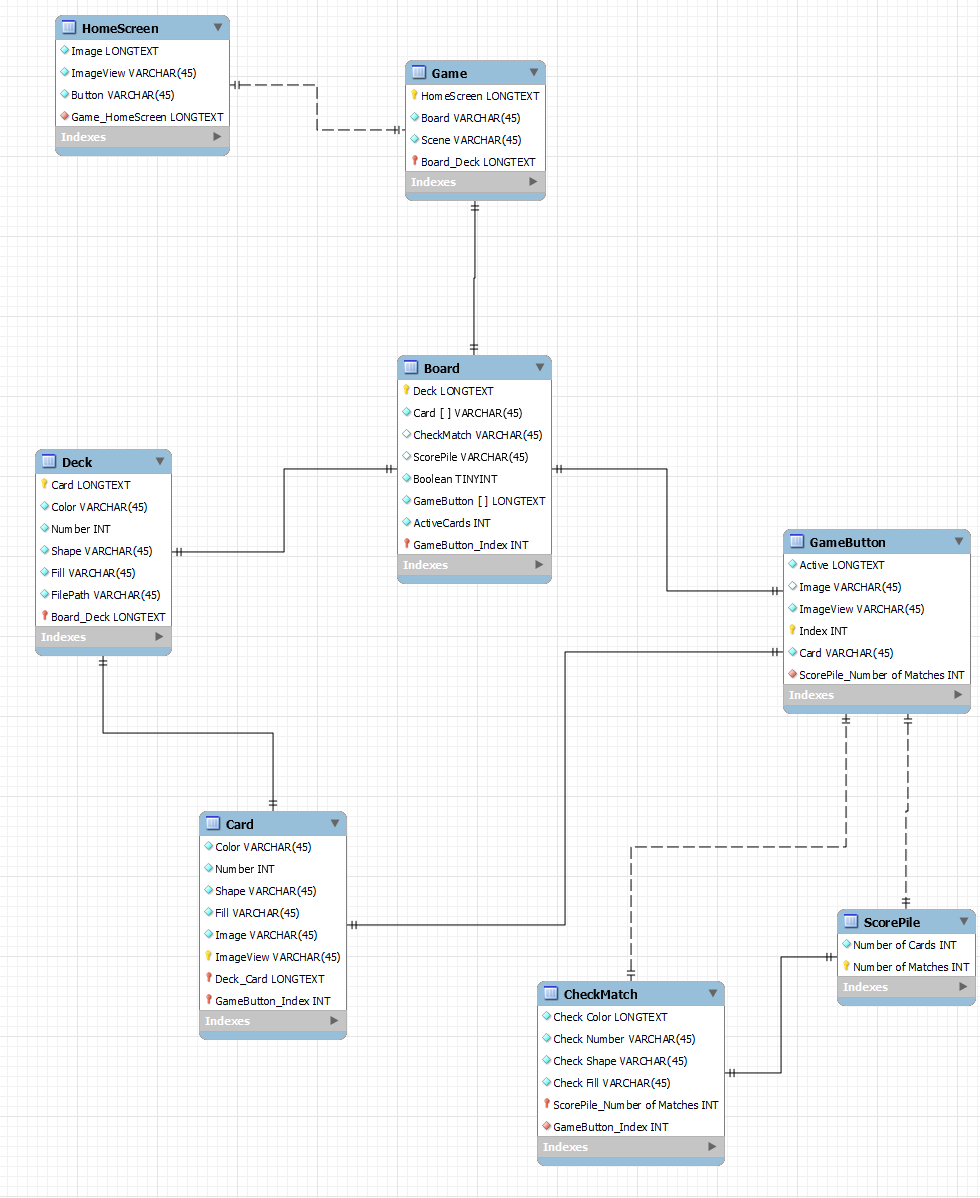 HomeScreen
Image LONGTEXT
ImageView VARCHAR(45)
Button VARCHAR(45)
Game_HomeScreen LONGTEXT
Indexes
Game
HomeScreen LONGTEXT
Board VARCHAR(45)
Scene VARCHAR(45)
Board_Deck LONGTEXT
Indexes
Board
Deck LONGTEXT
Card [ ] VARCHAR(45)
CheckMatch VARCHAR(45)
ScorePile VARCHAR(45)
Boolean TINYINT
GameButton [ ] LONGTEXT
ActiveCards INT
GameButton_Index INT
Indexes
Deck
Card LONGTEXT
Color VARCHAR(45)
Number INT
Shape VARCHAR(45)
Fill VARCHAR(45)
FilePath VARCHAR(45)
Board_Deck LONGTEXT
Indexes
GameButton
Active LONGTEXT
Image VARCHAR(45)
ImageView VARCHAR(45)
Index INT
Card VARCHAR(45)
ScorePile_Number of Matches INT
Indexes
Card
Color VARCHAR(45)
Number INT
Shape VARCHAR(45)
Fill VARCHAR(45)
Image VARCHAR(45)
ImageView VARCHAR(45)
Deck_Card LONGTEXT
GameButton_Index INT
Indexes
ScorePile
Number of Cards INT
Number of Matches INT
Indexes
CheckMatch
Check Color LONGTEXT
Check Number VARCHAR(45)
Check Shape VARCHAR(45)
Check Fill VARCHAR(45)
ScorePile_Number of Matches INT
GameButton_Index INT
Indexes